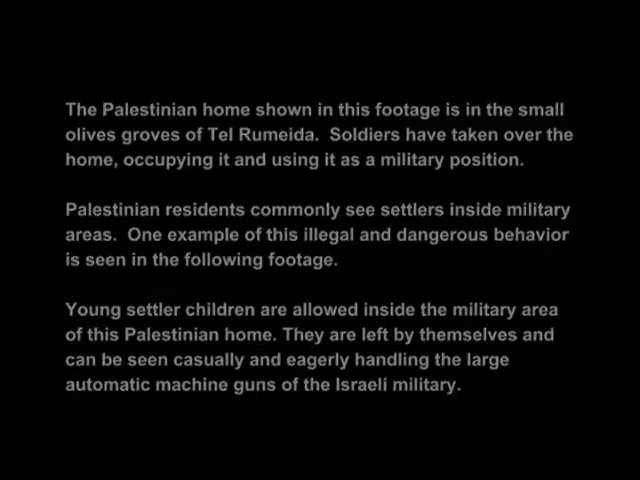 The Palestinian home shown in this footage is in the small
olives groves of Tel Rumeida.  Soldiers have taken over the
home, occupying it and using it as a military position.
Palestinian residents commonly see settlers inside military
areas.  One example of this illegal and dangerous behavior
is seen in the following footage.
Young settler children are allowed inside the military area
of this Palestinian home. They are left by themselves and
can be seen casually and eagerly handling the large
automatic machine guns of the Israeli military.